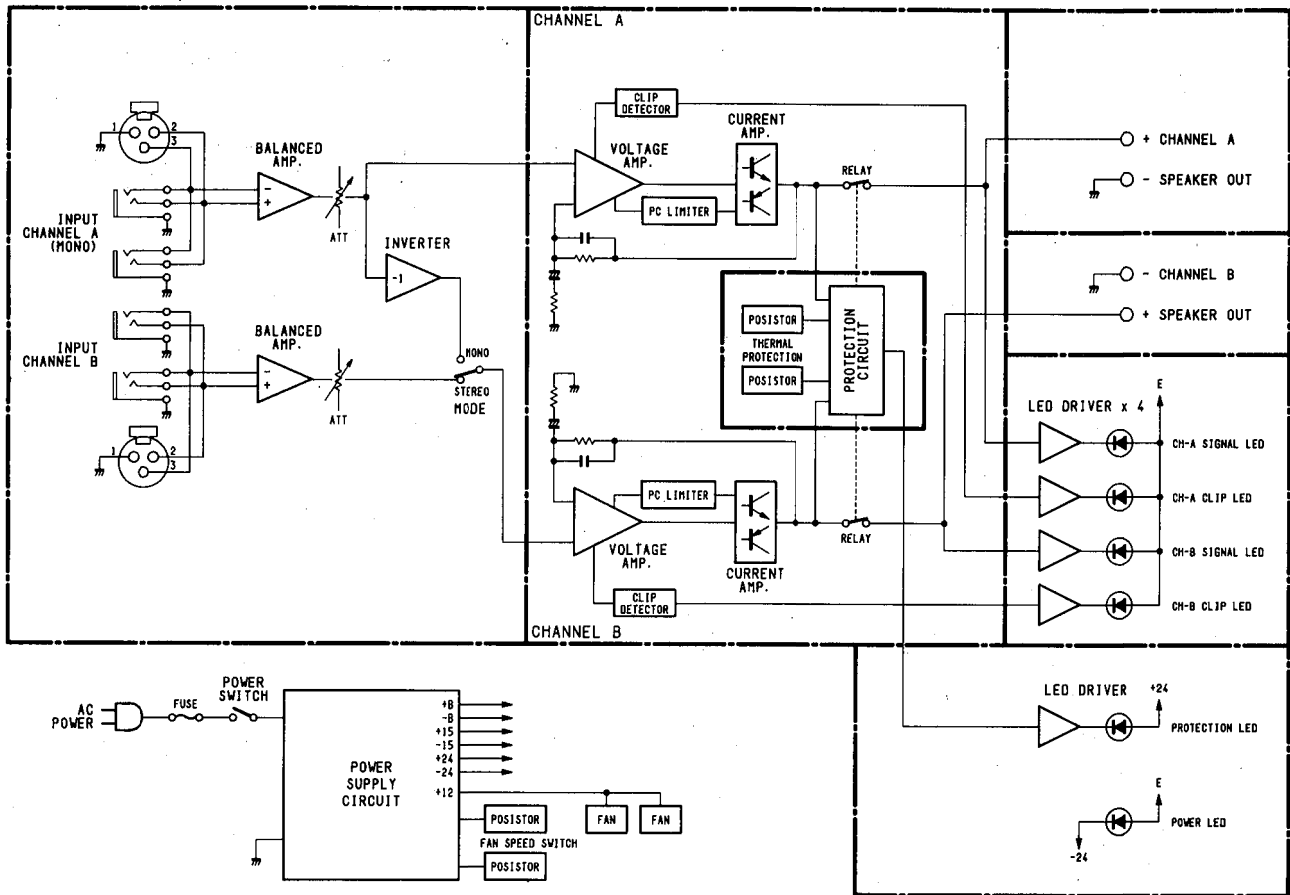 CHANNEL A
CLIP
DETECTOR
CURRENT
AMP.
VOLTAGE
AMP.
1
2
3
BALANCED
AMP.
RELAY
+ CHANNEL A
- SPEAKER OUT
-
+
PC LIMITER
INPUT
CHANNEL A
(MONO)
ATT
INVERTER
-1
- CHANNEL B
+ SPEAKER OUT
POSISTOR
THERMAL
PROTECTION
POSISTOR
PROTECTION
CIRCUIT
INPUT
CHANNEL B
BALANCED
AMP.
-
+
ATT
MONO
STEREO
MODE
1
2
3
E
LED DRIVER x 4
CH-A SIGNAL LED
CH-A CLIP LED
CH-B SIGNAL LED
CH-B CLIP LED
PC LIMITER
VOLTAGE
AMP.
CURRENT
AMP.
RELAY
CLIP
DETECTOR
CHANNEL B
AC
POWER
FUSE
POWER
SWITCH
POWER
SUPPLY
CIRCUIT
+B
-B
+15
-15
+24
-24
+12
FAN
FAN
POSISTOR
FAN SPEED SWITCH
POSISTOR
LED DRIVER
+24
PROTECTION LED
E
POWER LED
-24